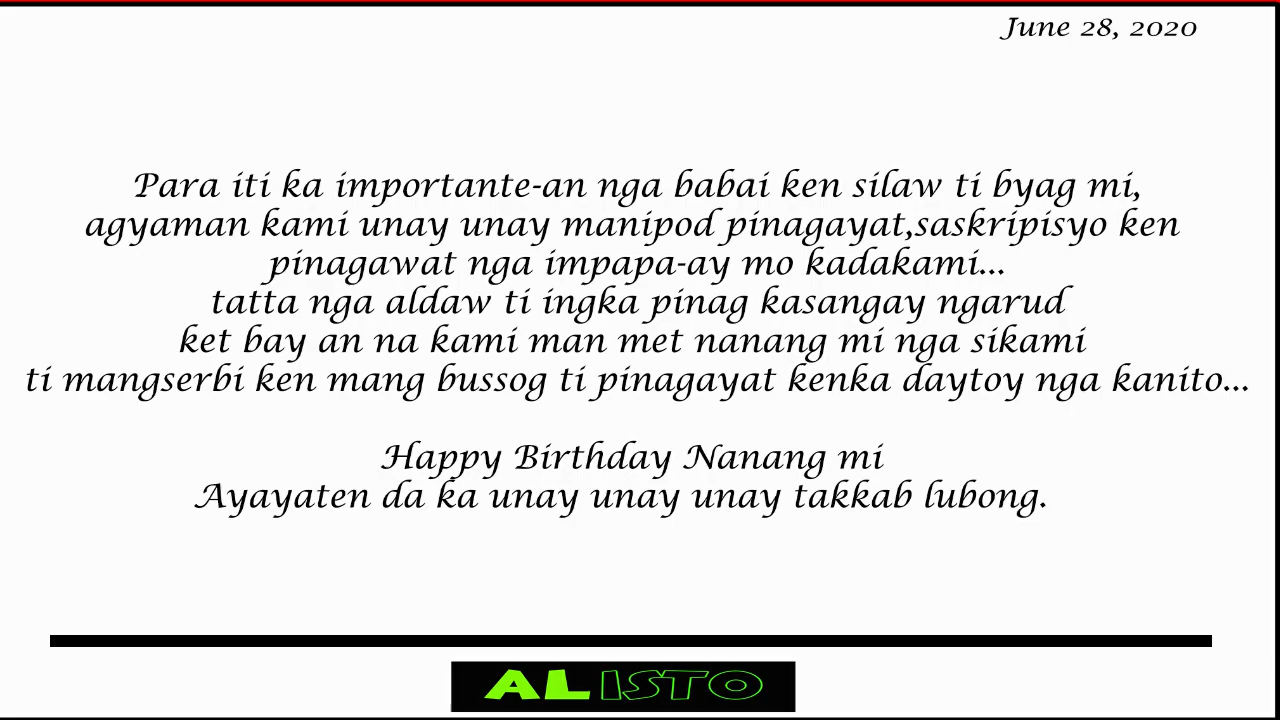 June 28, 2020
Para iti ka importante-an nga babai ken silaw ti byag mi,
agyaman kami unay unay manipod pinagayat,saskripisyo ken
pinagawat nga impapa-ay mo kadakami...
tatta nga aldaw ti ingka pinag kasangay ngarud
ket bay an na kami man met nanang mi nga sikami
ti mangserbi ken mang bussog ti pinagayat kenka daytoy nga kanito...
Happy Birthday Nanang mi
Ayayaten da ka unay unay unay takkab lubong.
ALISTO